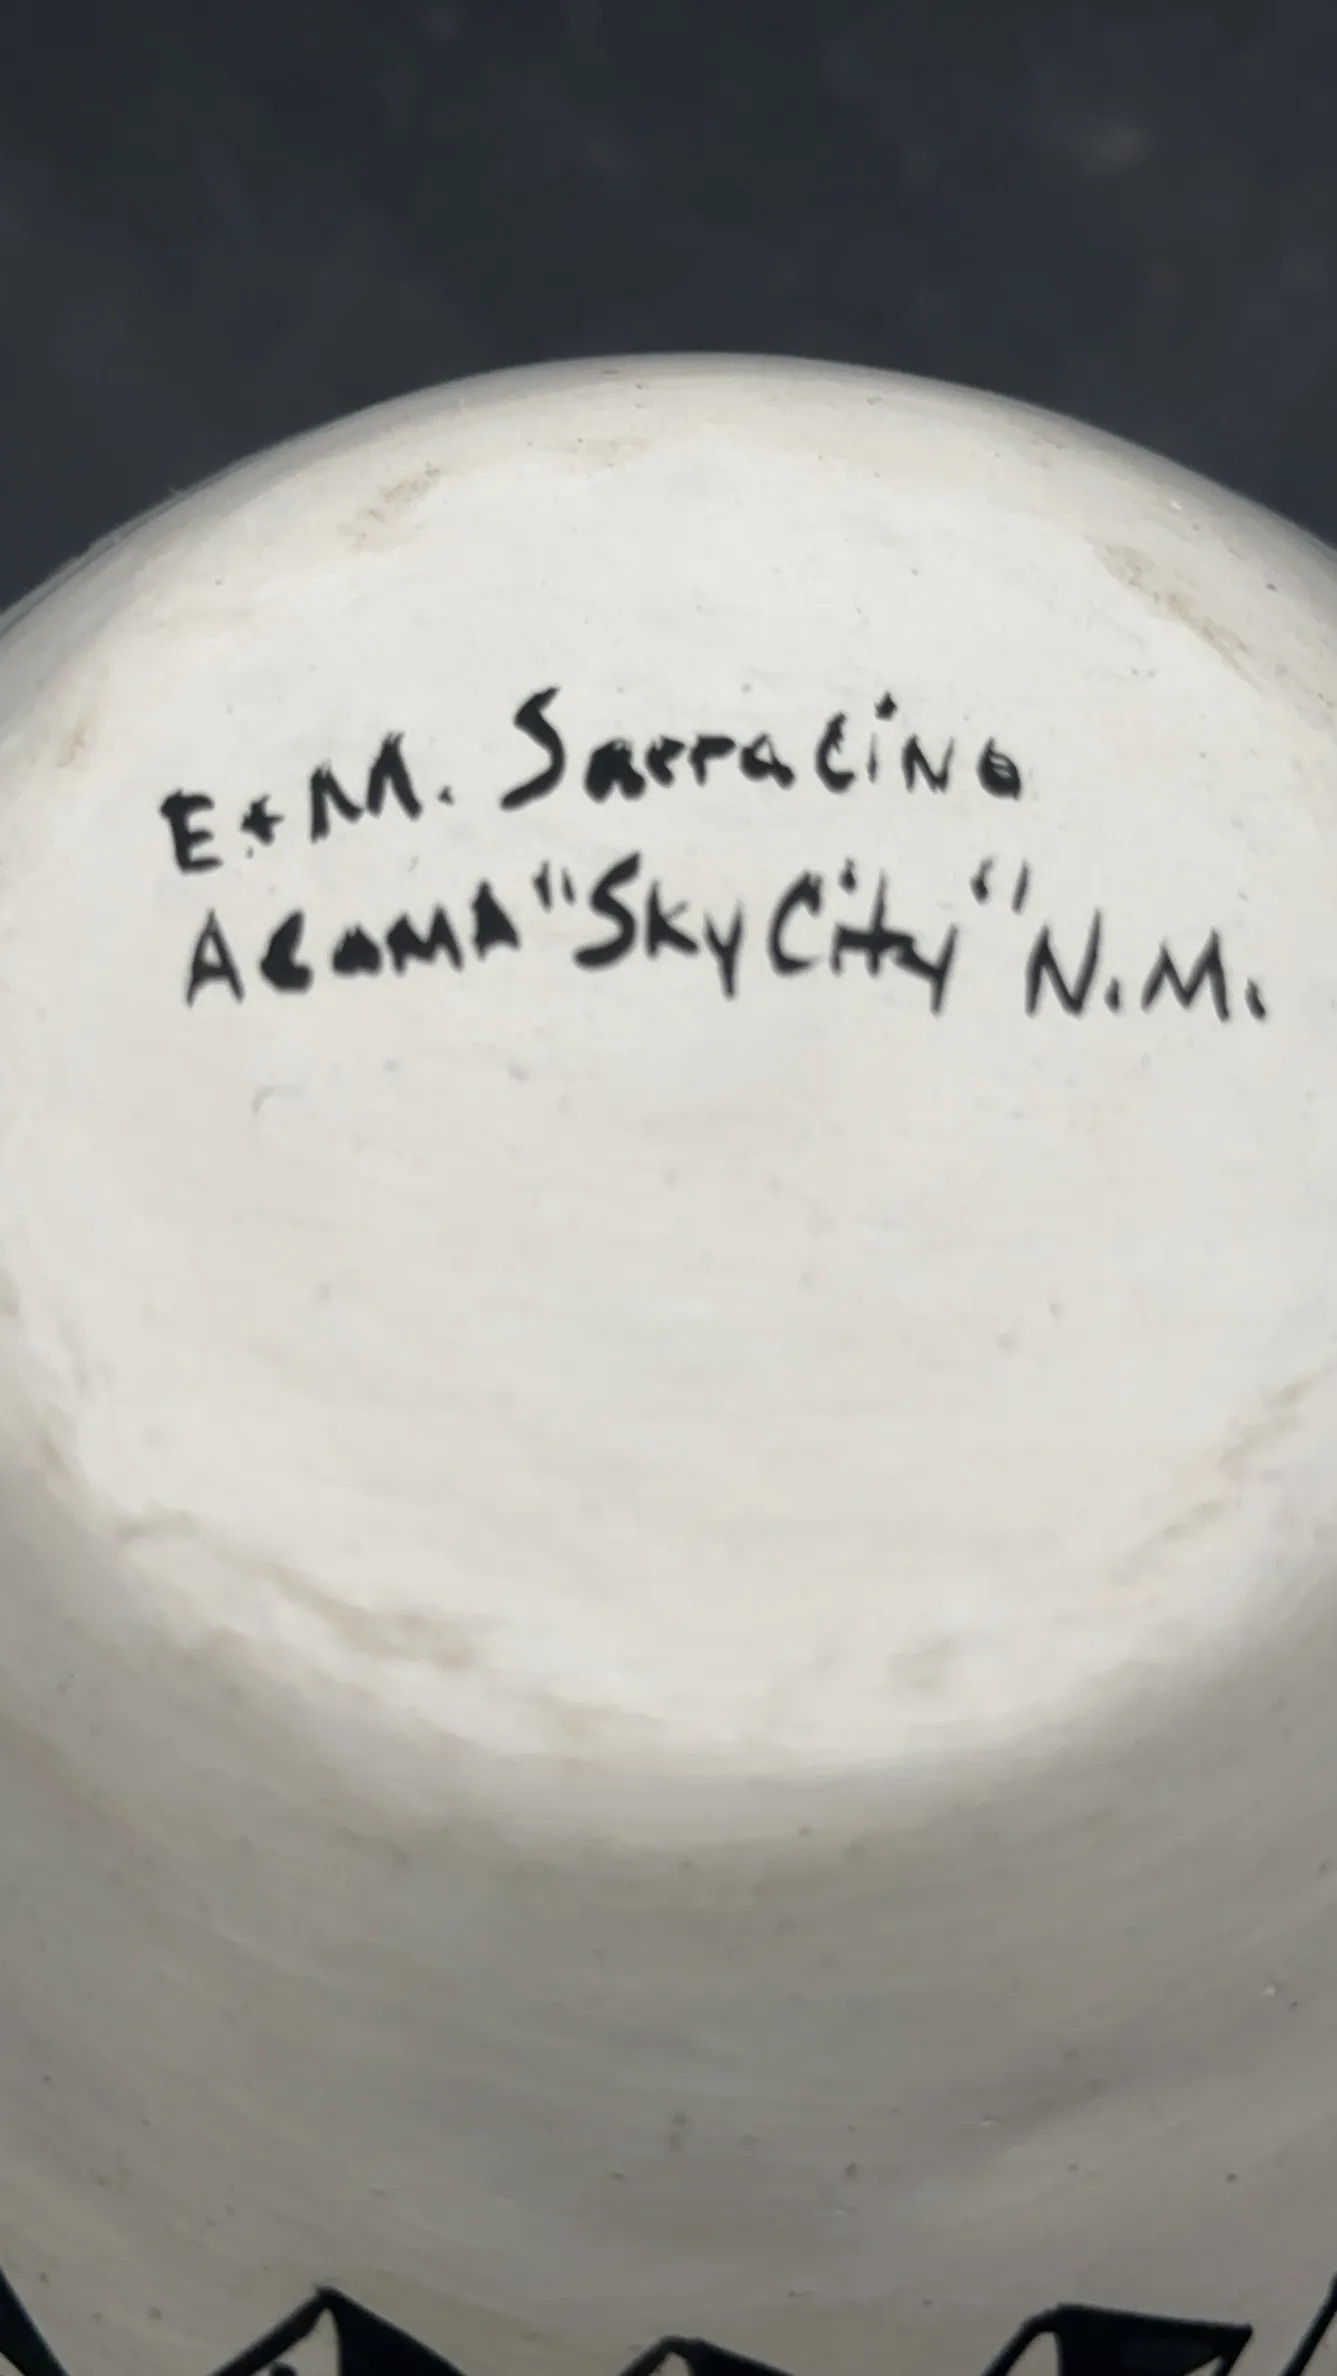 E+M. Sarracino
ACOMA "Sky City" N.M.